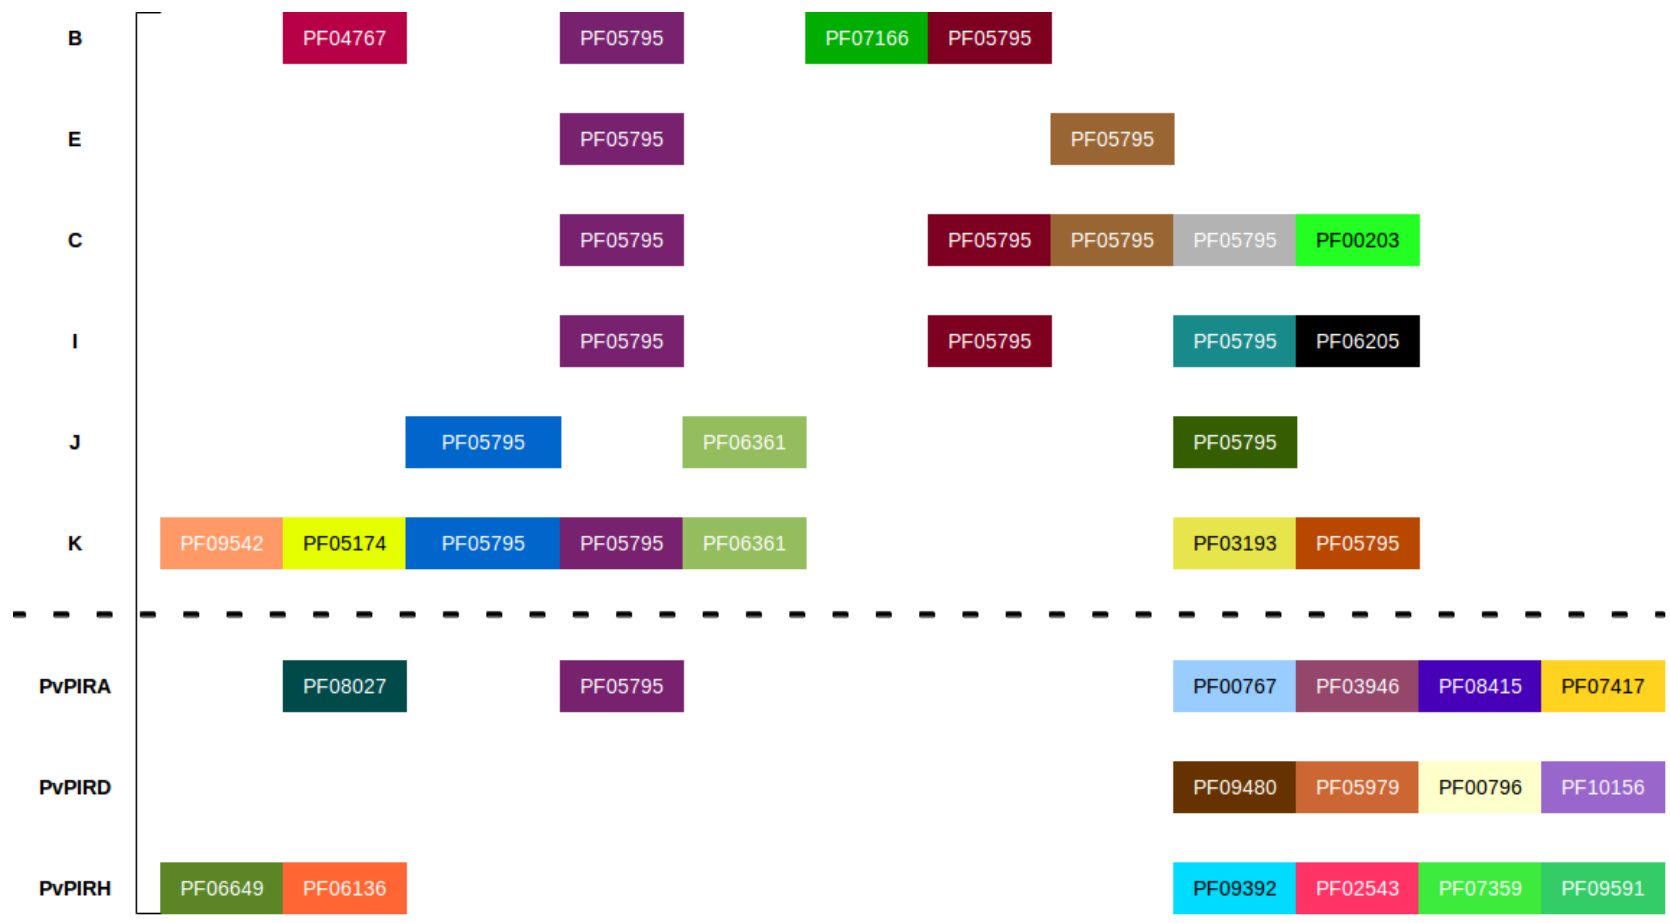 B PF04767 PF05795 PF07166 PF05795
E PF05795 PF05795
C PF05795 PF05795 PF05795 PF05795 PF00203
I PF05795 PF05795 PF05795 PF06205
J PF05795 PF06361 PF05795
K PF09542 PF05174 PF05795 PF05795 PF06361 PF03193 PF05795
PvPIRA PF08027 PF05795 PF00767 PF03946 PF08415 PF07417
PvPIRD PF09480 PF05979 PF00796 PF10156
PvPIRH PF06649 PF06136 PF09392 PF02543 PF07359 PF09591